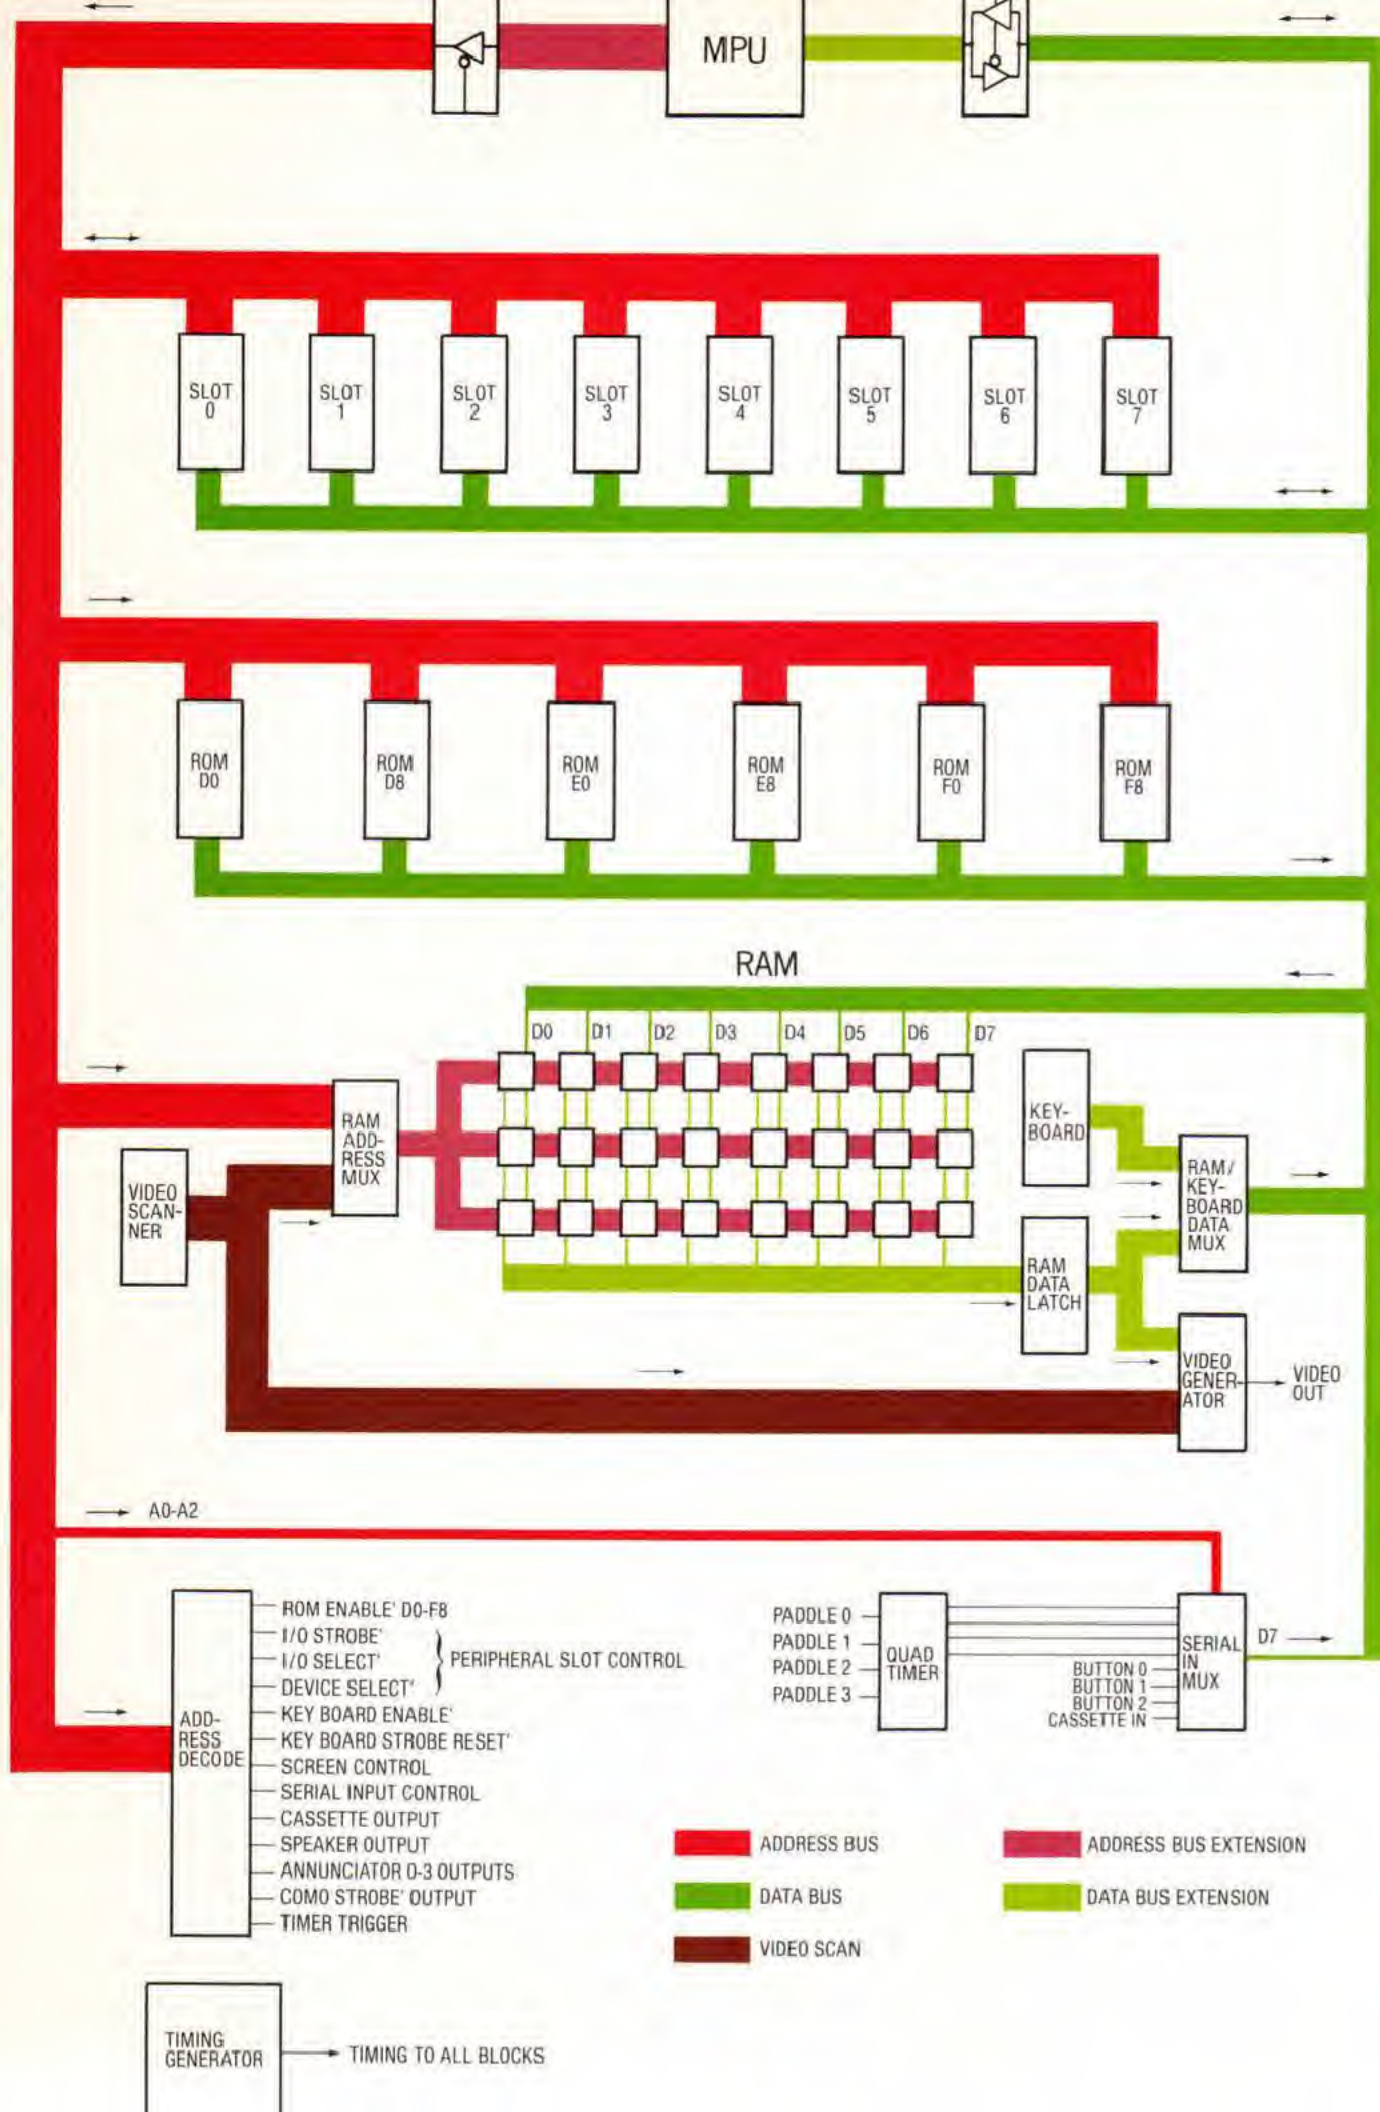 MPU
SLOT
0
SLOT
1
SLOT
2
SLOT
3
SLOT
4
SLOT
5
SLOT
6
SLOT
7
ROM
D0
ROM
D8
ROM
E0
ROM
E8
ROM
F0
ROM
F8
RAM
D0 D1 D2 D3 D4 D5 D6 D7
RAM
ADD-
RESS
MUX
VIDEO
SCAN-
NER
KEY-
BOARD
RAM/
KEY-
BOARD
DATA
MUX
RAM
DATA
LATCH
VIDEO
GENER-
ATOR
VIDEO
OUT
A0-A2
ADD-
RESS
DECODE
ROM ENABLE' D0-F8
I/O STROBE'
I/O SELECT'
DEVICE SELECT'
PERIPHERAL SLOT CONTROL
KEY BOARD ENABLE'
KEY BOARD STROBE RESET'
SCREEN CONTROL
SERIAL INPUT CONTROL
CASSETTE OUTPUT
SPEAKER OUTPUT
ANNUNCIATOR 0-3 OUTPUTS
COMO STROBE' OUTPUT
TIMER TRIGGER
PADDLE 0
PADDLE 1
PADDLE 2
PADDLE 3
QUAD
TIMER
BUTTON 0
BUTTON 1
BUTTON 2
CASSETTE IN
SERIAL
IN
MUX
D7
ADDRESS BUS
ADDRESS BUS EXTENSION
DATA BUS
DATA BUS EXTENSION
VIDEO SCAN
TIMING
GENERATOR
TIMING TO ALL BLOCKS